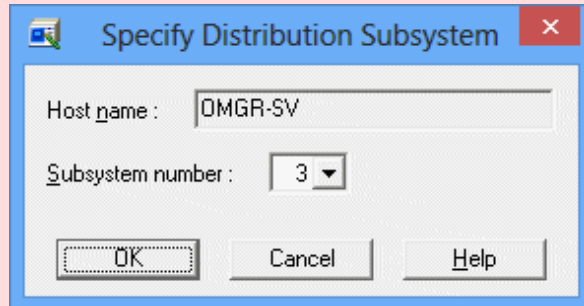 Specify Distribution Subsystem
Host name : OMGR-SV
Subsystem number : 3
OK Cancel Help